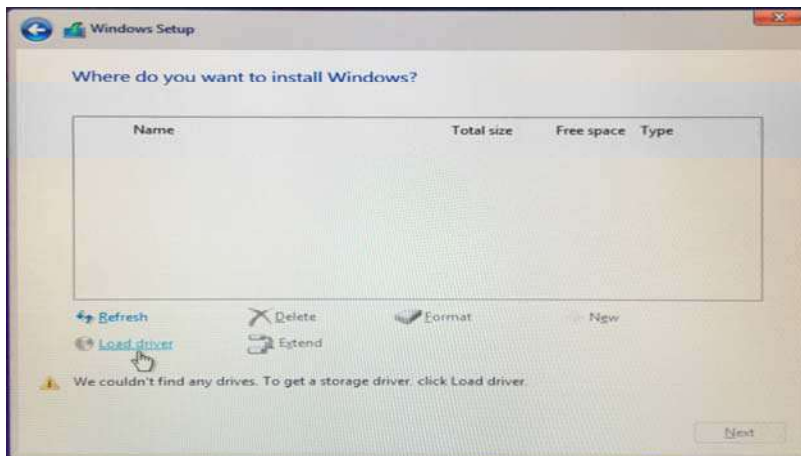 Windows Setup
Where do you want to install Windows?
Name Total size Free space Type
Refresh Delete Format New
Load driver Extend
We couldn't find any drives. To get a storage driver, click Load driver.
Next